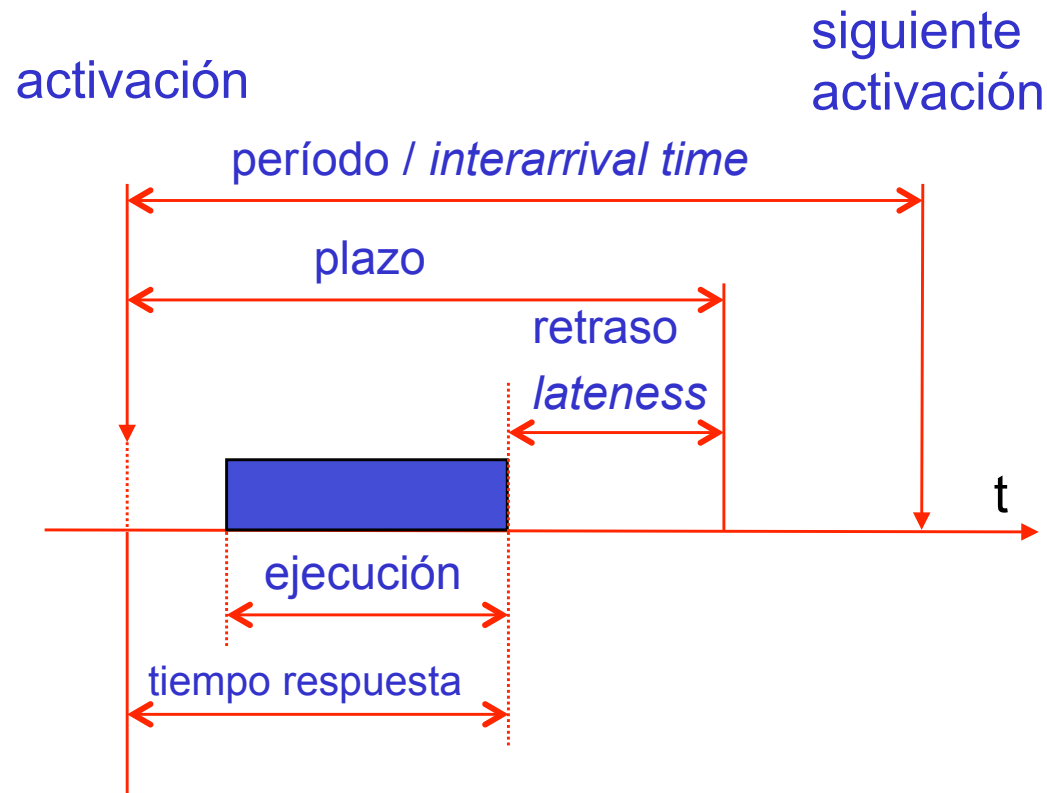 activación
siguiente
activación
período / interarrival time
plazo
retraso
lateness
t
ejecución
tiempo respuesta